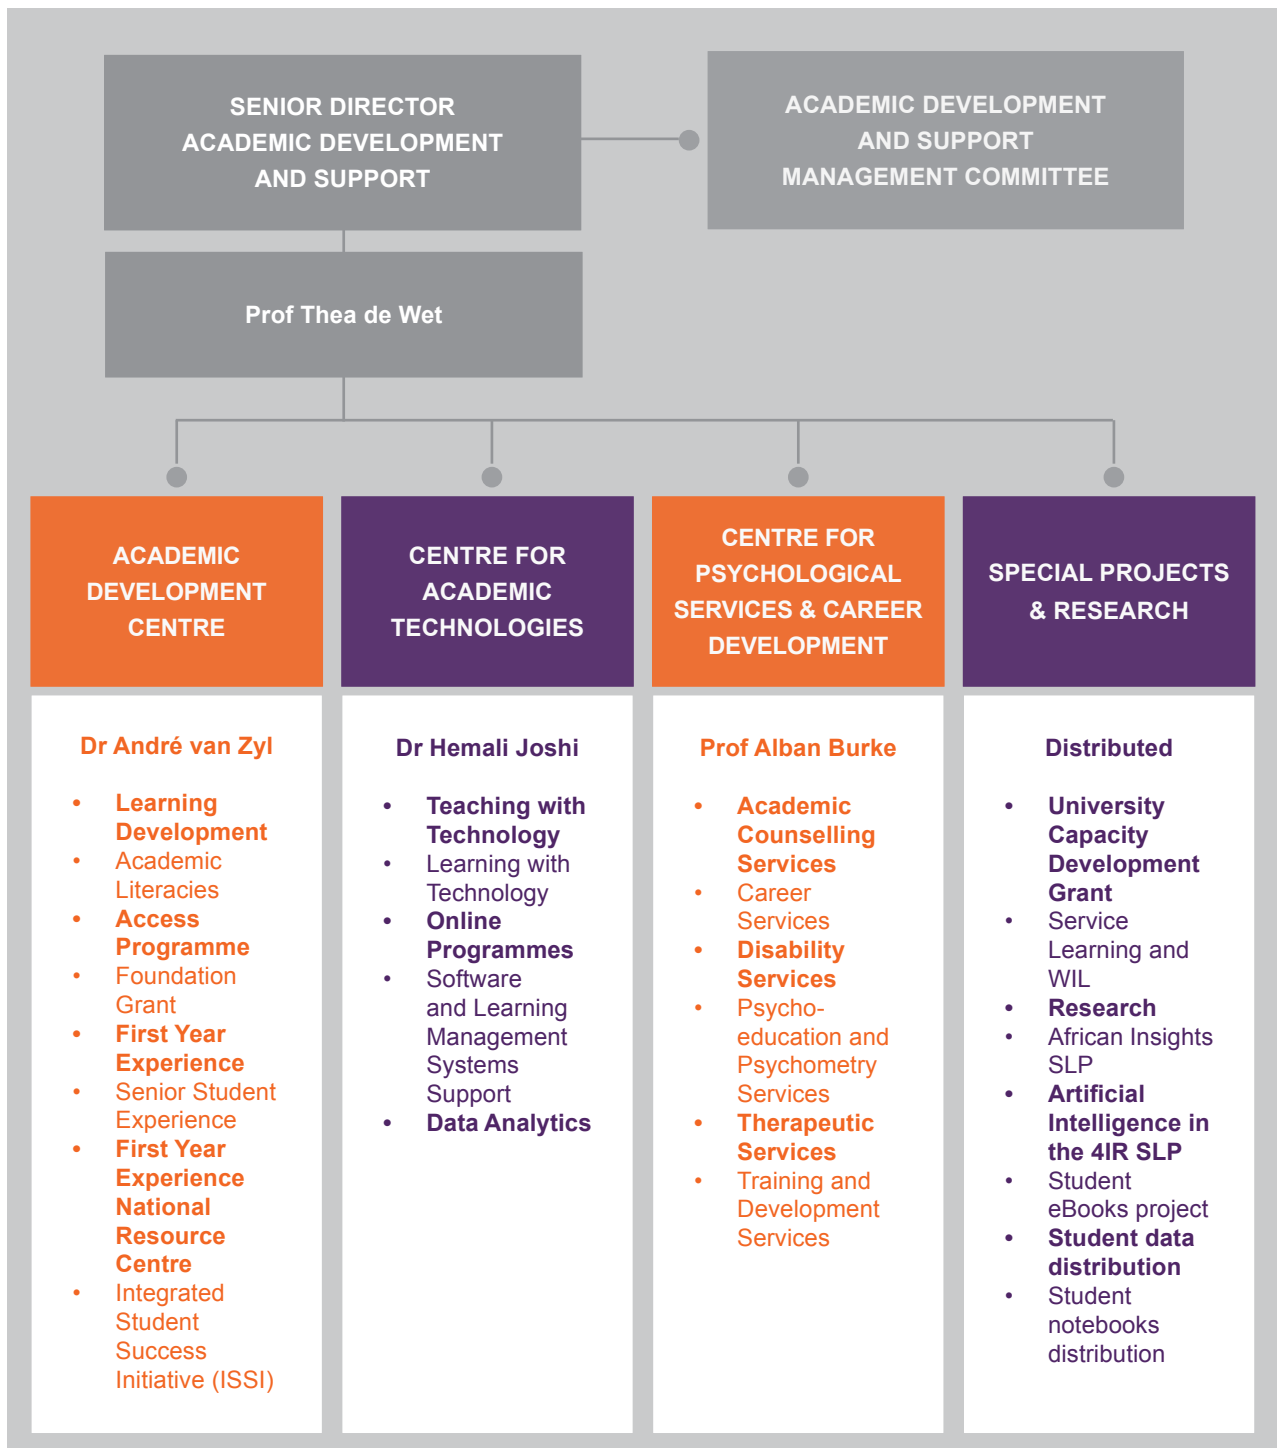 SENIOR DIRECTOR
ACADEMIC DEVELOPMENT
AND SUPPORT
ACADEMIC DEVELOPMENT
AND SUPPORT
MANAGEMENT COMMITTEE
Prof Thea de Wet
ACADEMIC
DEVELOPMENT
CENTRE
Dr André van Zyl
• Learning
Development
• Academic
Literacies
• Access
Programme
• Foundation
Grant
• First Year
Experience
• Senior Student
Experience
• First Year
Experience
National
Resource
Centre
• Integrated
Student
Success
Initiative (ISSI)
CENTRE FOR
ACADEMIC
TECHNOLOGIES
Dr Hemali Joshi
• Teaching with
Technology
• Learning with
Technology
• Online
Programmes
• Software
and Learning
Management
Systems
Support
• Data Analytics
CENTRE FOR
PSYCHOLOGICAL
SERVICES & CAREER
DEVELOPMENT
Prof Alban Burke
• Academic
Counselling
Services
• Career
Services
• Disability
Services
• Psycho-
education and
Psychometry
Services
• Therapeutic
Services
• Training and
Development
Services
SPECIAL PROJECTS
& RESEARCH
Distributed
• University
Capacity
Development
Grant
• Service
Learning and
WIL
• Research
• African Insights
SLP
• Artificial
Intelligence in
the 4IR SLP
• Student
eBooks project
• Student data
distribution
• Student
notebooks
distribution